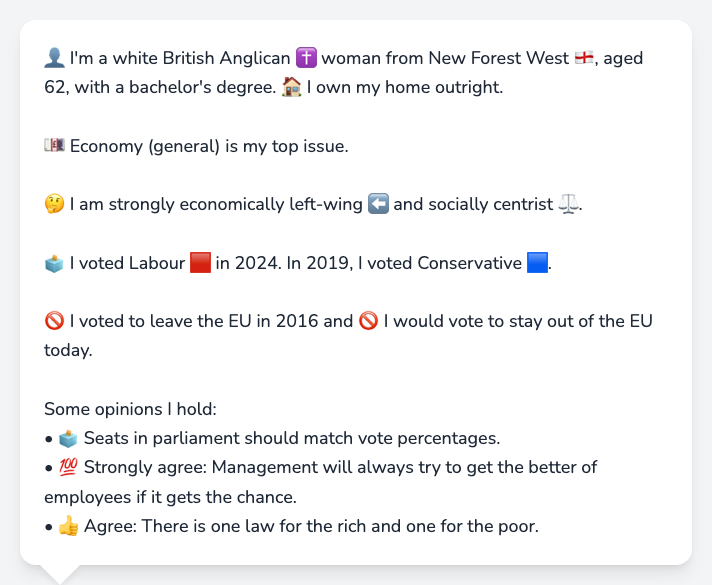 👤 I'm a white British Anglican ✝️ woman from New Forest West 🏴󠁧󠁢󠁥󠁮󠁧󠁿, aged
62, with a bachelor's degree. 🏠 I own my home outright.
💷 Economy (general) is my top issue.
🤔 I am strongly economically left-wing ⬅️ and socially centrist ⚖️.
🗳️ I voted Labour 🟥 in 2024. In 2019, I voted Conservative 🟦.
🚫 I voted to leave the EU in 2016 and 🚫 I would vote to stay out of the EU
today.
Some opinions I hold:
• 🗳️ Seats in parliament should match vote percentages.
• 💯 Strongly agree: Management will always try to get the better of
employees if it gets the chance.
• 👍 Agree: There is one law for the rich and one for the poor.